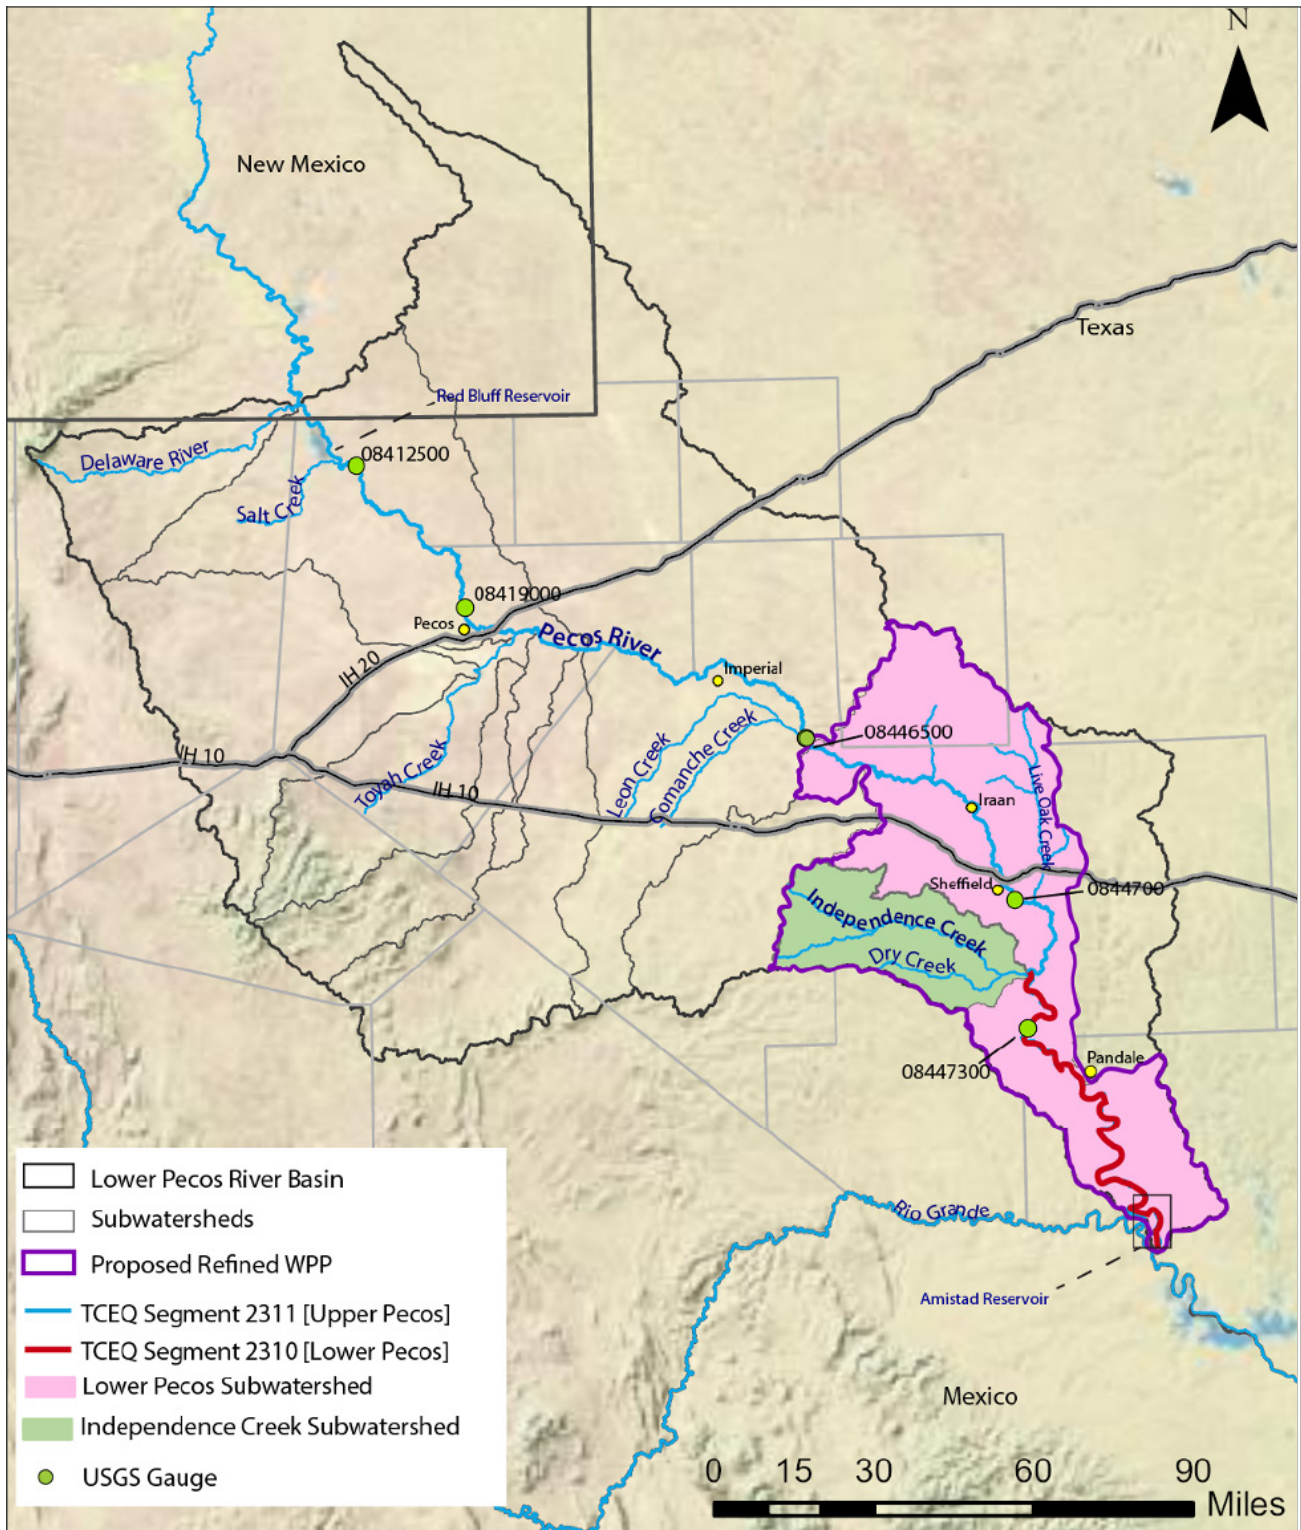 N
New Mexico
Texas
Red Bluff Reservoir
Delaware River
08412500
Salt Creek
08419000
Pecos
Pecos River
IH 20
Imperial
IH 10
Toyah Creek
IH 10
Leon Creek
Comanche Creek
08446500
Live Oak Creek
Iraan
Sheffield
0844700
Independence Creek
Dry Creek
08447300
Pandale
Rio Grande
Amistad Reservoir
Mexico
Lower Pecos River Basin
Subwatersheds
Proposed Refined WPP
TCEQ Segment 2311 [Upper Pecos]
TCEQ Segment 2310 [Lower Pecos]
Lower Pecos Subwatershed
Independence Creek Subwatershed
USGS Gauge
0 15 30 60 90
Miles